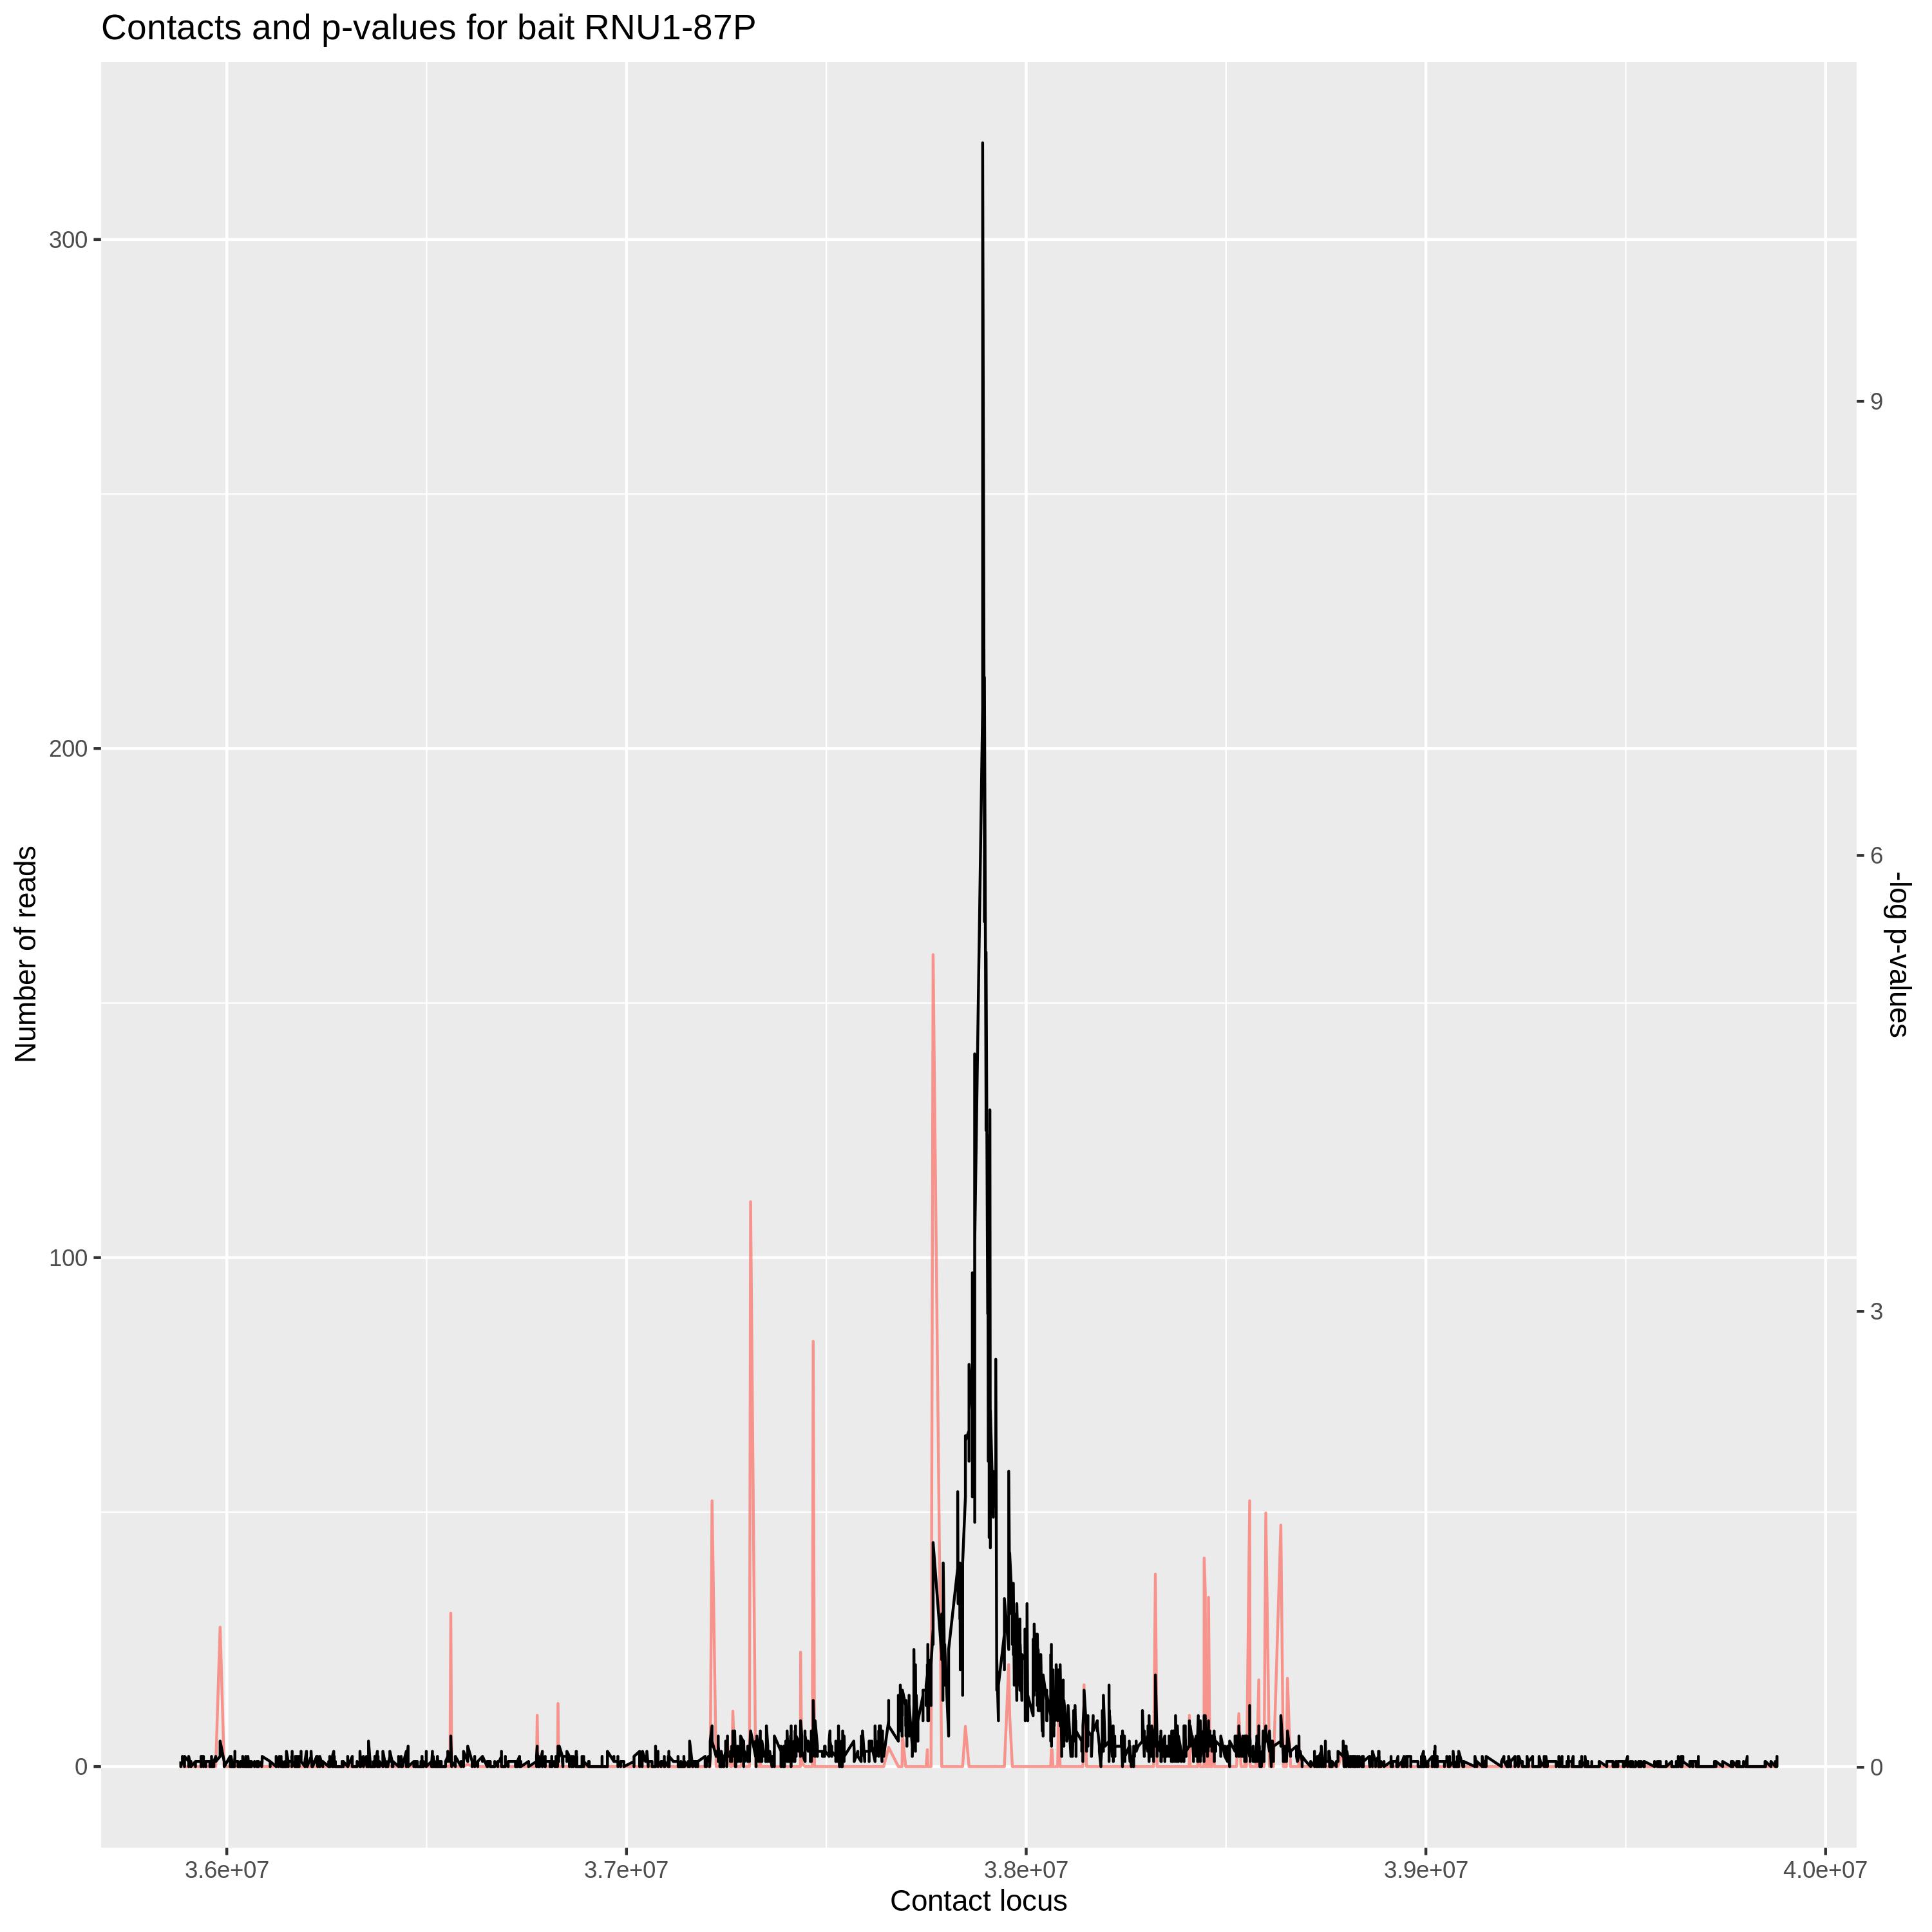 Contacts and p-values for bait RNU1-87P
300
200
100
0
Number of reads
9
6
3
0
-log p-values
3.6e+07
3.7e+07
3.8e+07
3.9e+07
4.0e+07
Contact locus